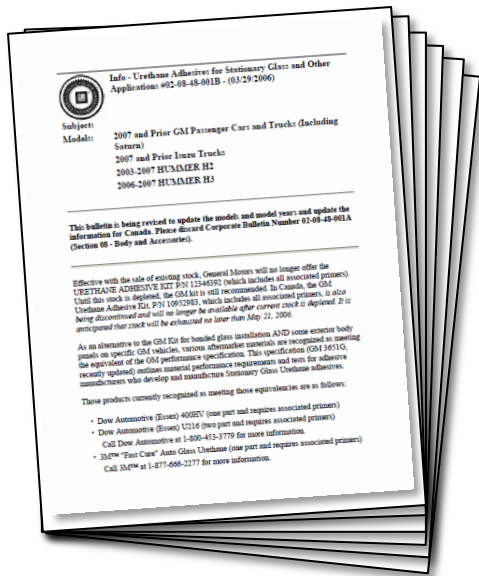 Info - Urethane Adhesives for Stationary Glass and Other
Applications #02-08-48-001B - (03/29/2006)
GM
Subject:
Models:
2007 and Prior GM Passenger Cars and Trucks (Including
Saturn)
2007 and Prior Isuzu Trucks
2003-2007 HUMMER H2
2006-2007 HUMMER H3
This bulletin is being revised to update the models and model years and update the
information for Canada. Please discard Corporate Bulletin Number 02-08-48-001A
(Section 08 - Body and Accessories).
Effective with the sale of existing stock, General Motors will no longer offer the
URETHANE ADHESIVE KIT P/N 12346392 (which includes all associated primers).
Until this stock is depleted, the GM kit is still recommended. In Canada, the GM
Urethane Adhesive Kit, P/N 10952983, which includes all associated primers, is also
being discontinued and will no longer be available after current stock is depleted. It is
anticipated that stock will be exhausted no later than May 21, 2006.
As an alternative to the GM Kit for bonded glass installation AND some exterior body
panels on specific GM vehicles, various aftermarket materials are recognized as meeting
the equivalent of the GM performance specification. This specification (GM 3651G,
recently updated) outlines material performance requirements and tests for adhesive
manufacturers who develop and manufacture Stationary Glass Urethane adhesives.
Those products currently recognized as meeting those equivalencies are as follows:
• Dow Automotive (Essex) 400HV (one part and requires associated primers)
• Dow Automotive (Essex) U216 (two part and requires associated primers)
Call Dow Automotive at 1-800-453-3779 for more information.
• 3M™ "Fast Cure" Auto Glass Urethane (one part and requires associated primers)
Call 3M™ at 1-877-666-2277 for more information.